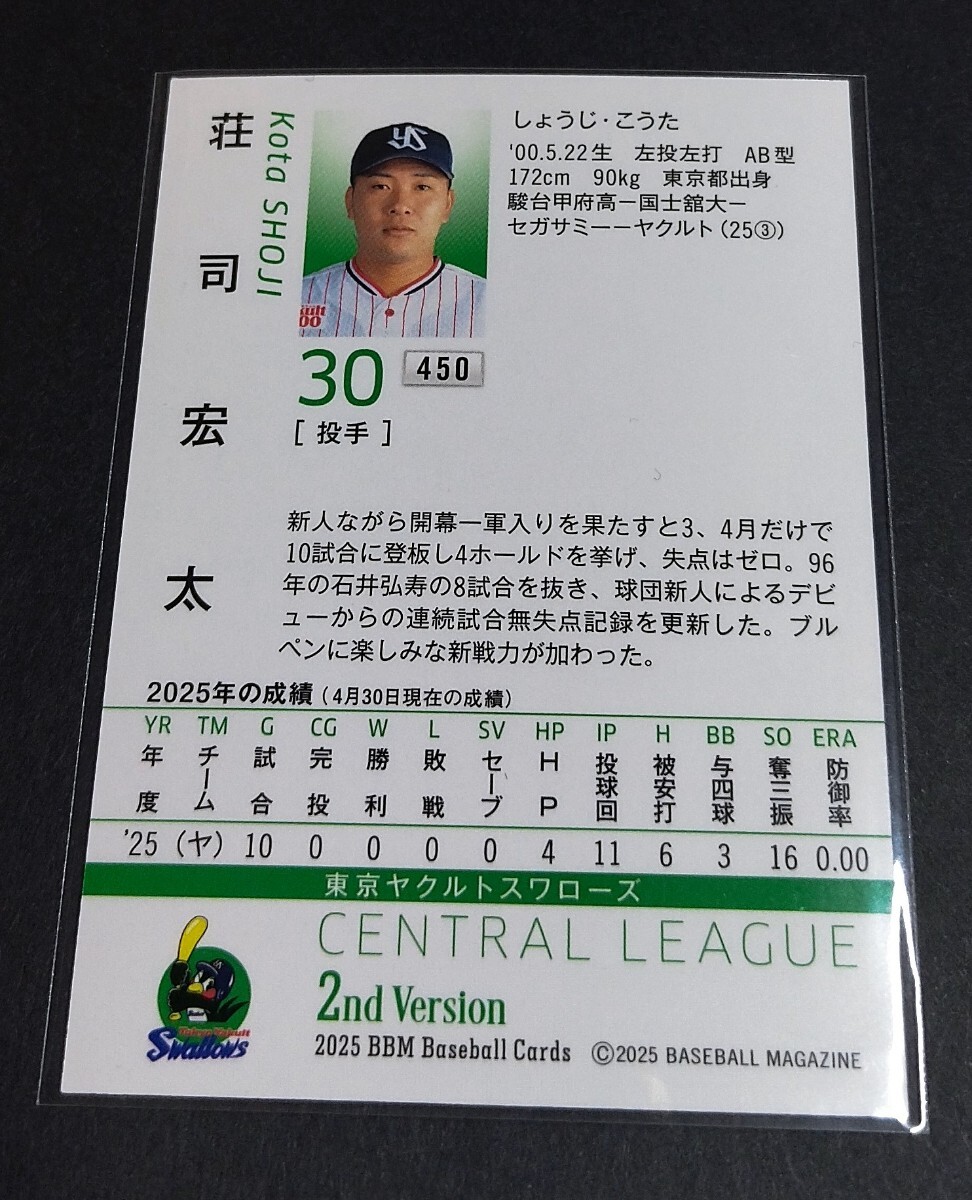 荘司宏太
Kota SHOJI
YS
しょうじ・こうた
'00.5.22生 左投左打 AB型
172cm 90kg 東京都出身
駿台甲府高ー国士舘大ー
セガサミーーヤクルト(25③)
30
450
[ 投手 ]
新人ながら開幕一軍入りを果たすと3、4月だけで
10試合に登板し4ホールドを挙げ、失点はゼロ。96
年の石井弘寿の8試合を抜き、球団新人によるデビ
ューからの連続試合無失点記録を更新した。ブル
ペンに楽しみな新戦力が加わった。
2025年の成績(4月30日現在の成績)
YR TM G CG W L SV HP IP H BB SO ERA
年度 チーム 試合 完投 勝利 敗戦 セーブ HP 投球回 被安打 与四球 奪三振 防御率
'25 (ヤ) 10 0 0 0 0 4 11 6 3 16 0.00
東京ヤクルトスワローズ
CENTRAL LEAGUE
2nd Version
2025 BBM Baseball Cards ©2025 BASEBALL MAGAZINE
Tokyo Yakult
Swallows